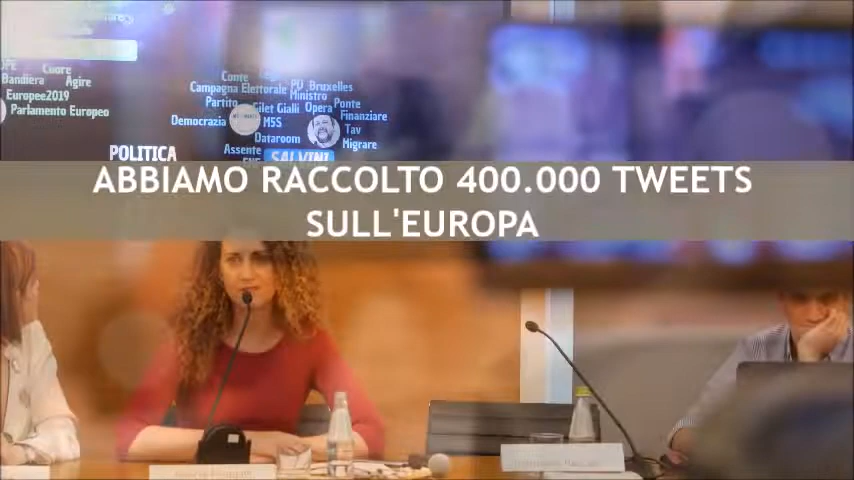 Cuore
Bandiera
Agire
Europee2019
Parlamento Europeo
Conte
Campagna Elettorale
PD
Bruxelles
Ministro
Partito
Gilet Gialli
Opera
Ponte
Finanziare
Democrazia
M5S
Tav
Dataroom
Migrare
Assente
SALVINI
POLITICA
ABBIAMO RACCOLTO 400.000 TWEETS
SULL'EUROPA